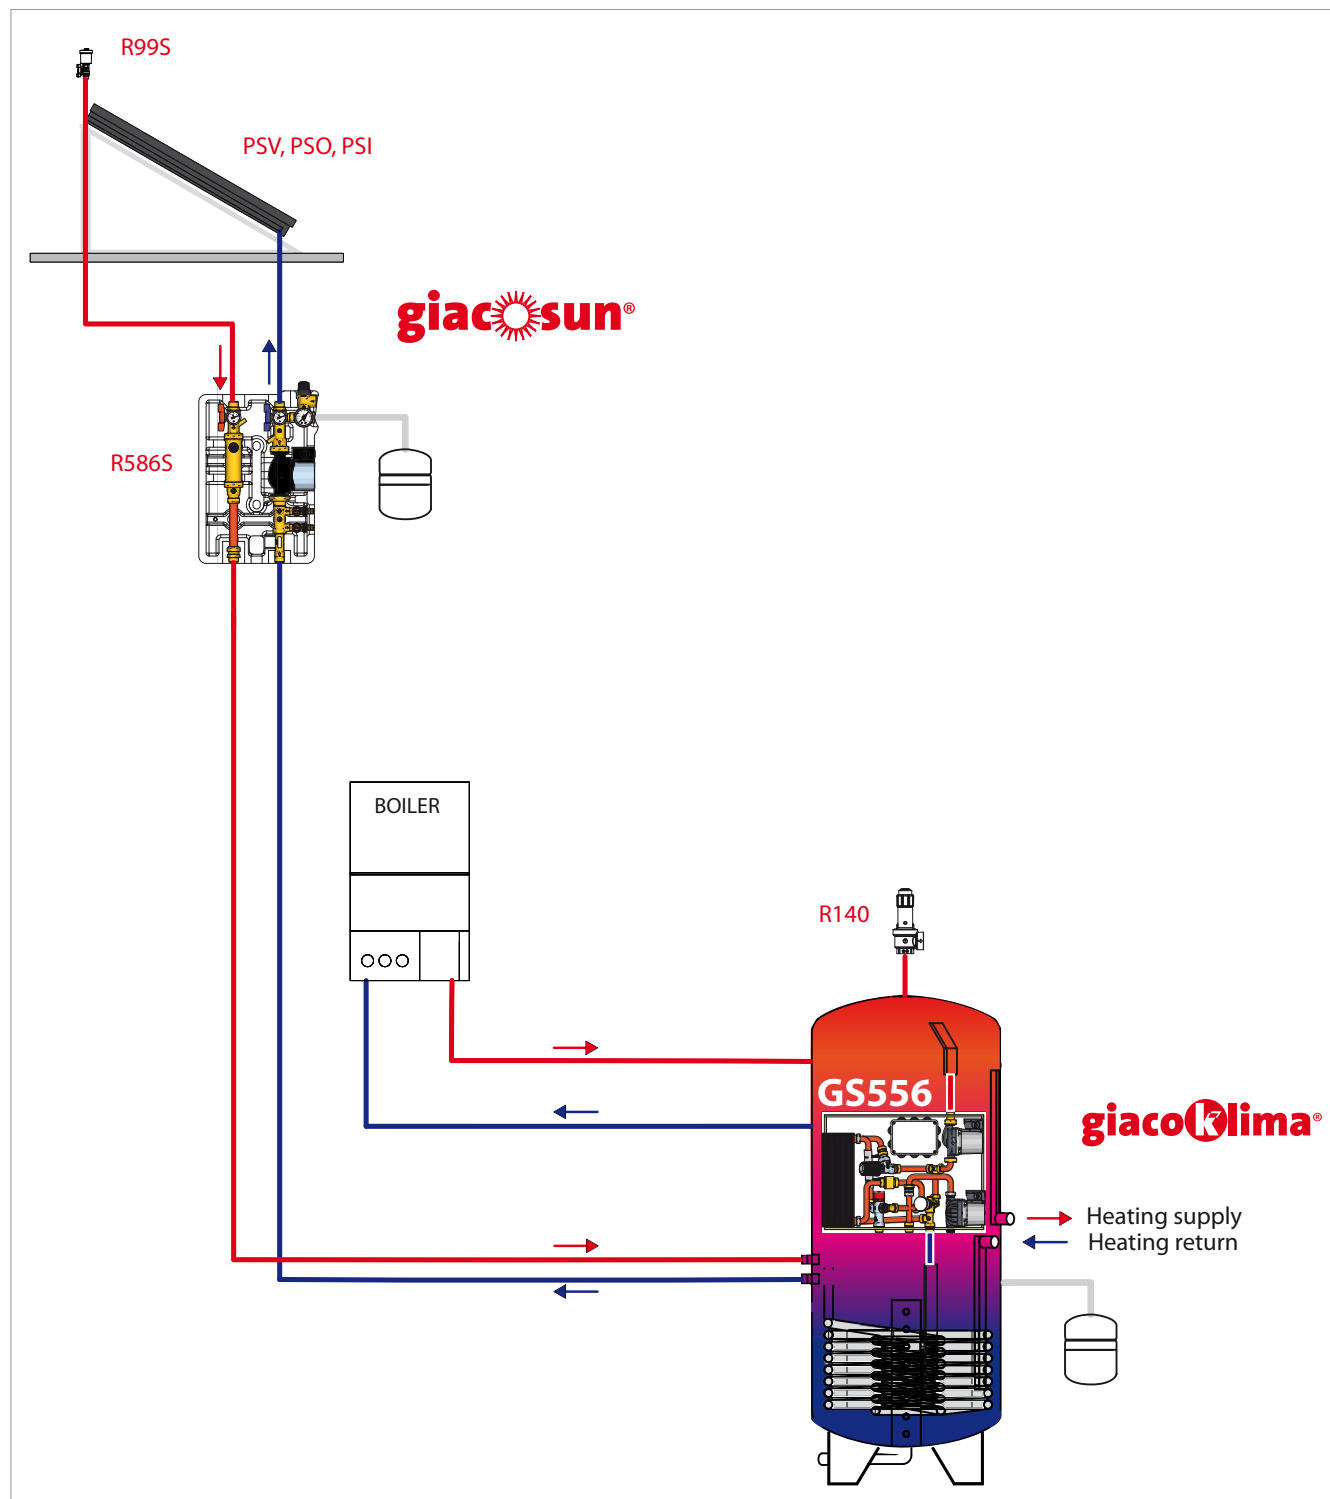 R99S
PSV, PSO, PSI
giacosun®
R586S
BOILER
R140
GS556
giacoklima®
Heating supply
Heating return